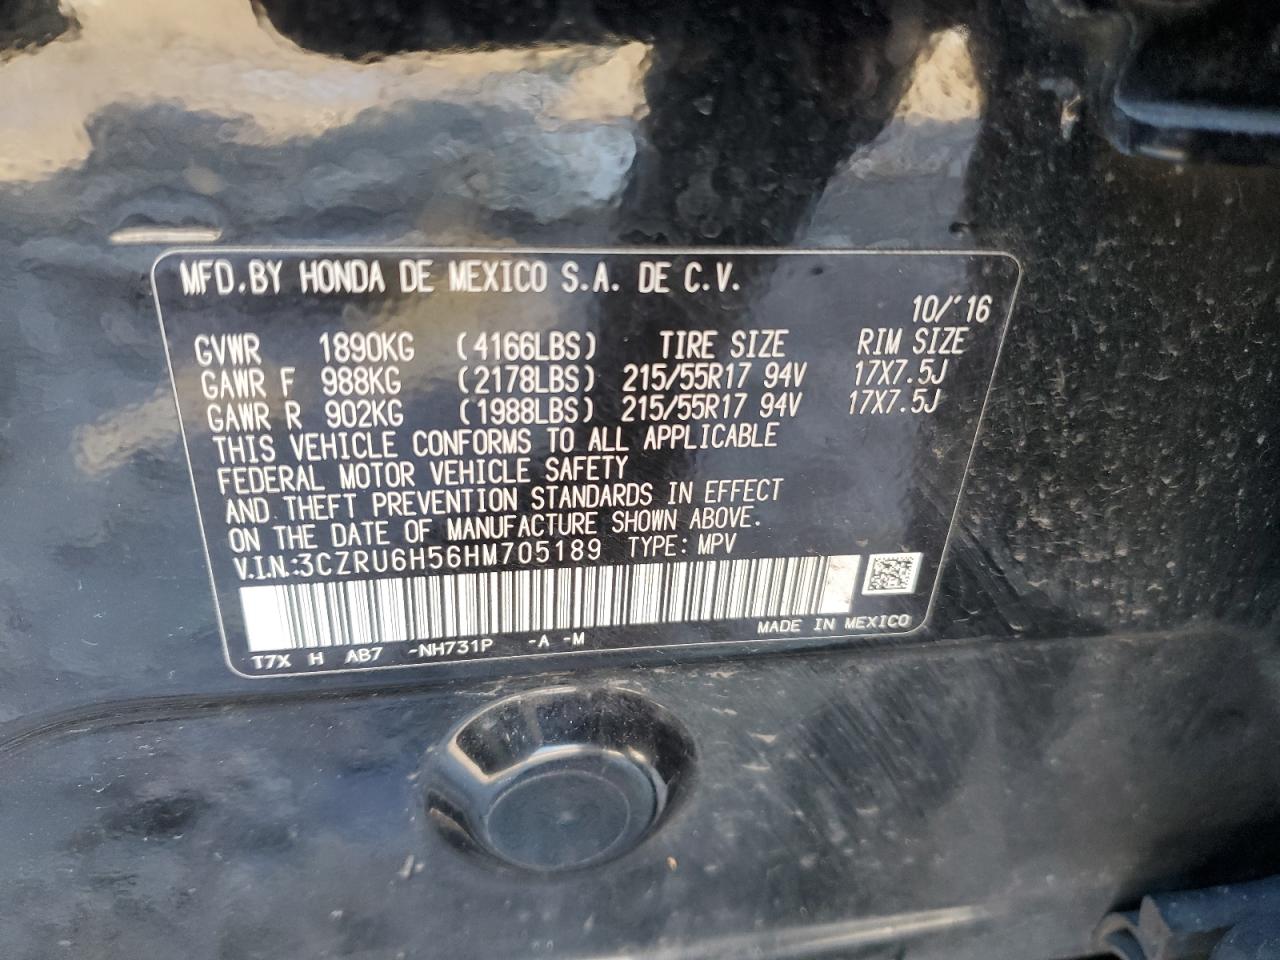 MFD.BY HONDA DE MEXICO S.A. DE C.V.
10/'16
GVWR 1890KG (4166LBS) TIRE SIZE RIM SIZE
GAWR F 988KG (2178LBS) 215/55R17 94V 17X7.5J
GAWR R 902KG (1988LBS) 215/55R17 94V 17X7.5J
THIS VEHICLE CONFORMS TO ALL APPLICABLE
FEDERAL MOTOR VEHICLE SAFETY
AND THEFT PREVENTION STANDARDS IN EFFECT
ON THE DATE OF MANUFACTURE SHOWN ABOVE.
V.I.N.:3CZRU6H56HM705189 TYPE: MPV
MADE IN MEXICO
T7X H AB7 -NH731P -A -M